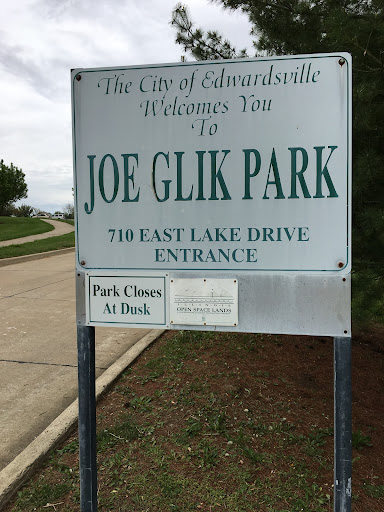 The City of Edwardsville
Welcomes You
To
JOE GLIK PARK
710 EAST LAKE DRIVE
ENTRANCE
Park Closes
At Dusk
ILLINOIS
OPEN SPACE LANDS